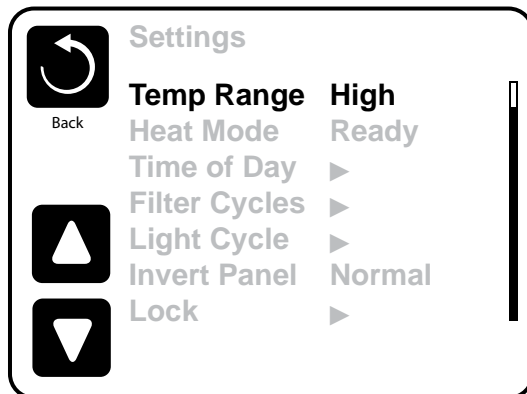 Settings
Back
Temp Range High
Heat Mode Ready
Time of Day ▶
Filter Cycles ▶
Light Cycle ▶
Invert Panel Normal
Lock ▶